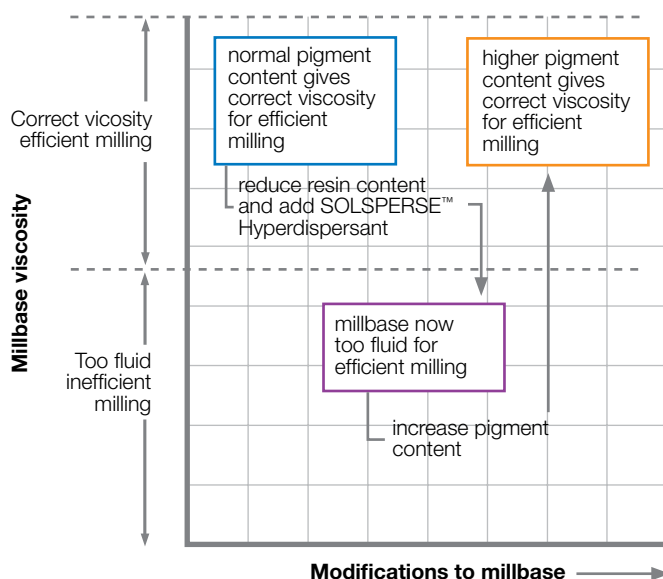 normal pigment
content gives
correct viscosity
for efficient
milling
higher pigment
content gives
correct viscosity
for efficient
milling
Correct vicosity
efficient milling
reduce resin content
and add SOLSPERSE™
Hyperdispersant
Millbase viscosity
millbase now
too fluid for
efficient milling
Too fluid
inefficient
milling
increase pigment
content
Modifications to millbase